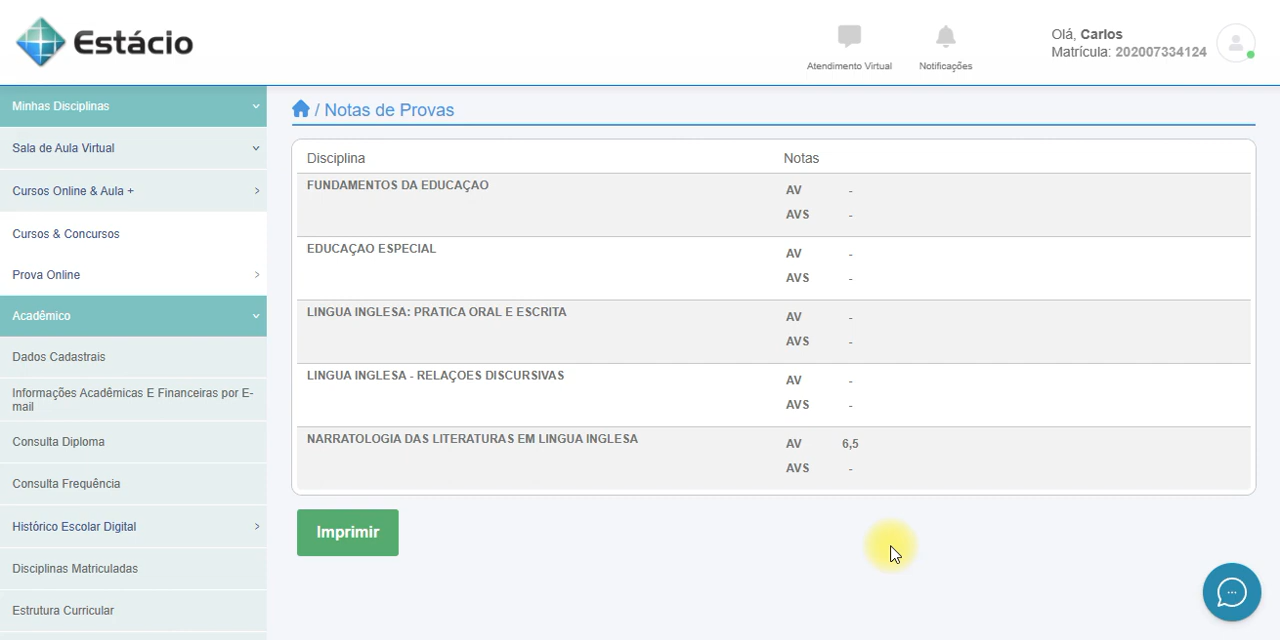 Estácio
Atendimento Virtual
Notificações
Olá, Carlos
Matrícula: 202007334124
Minhas Disciplinas
Sala de Aula Virtual
Cursos Online & Aula +
Cursos & Concursos
Prova Online
Acadêmico
Dados Cadastrais
Informações Acadêmicas E Financeiras por E-
mail
Consulta Diploma
Consulta Frequência
Histórico Escolar Digital
Disciplinas Matriculadas
Estrutura Curricular
/ Notas de Provas
Disciplina Notas
FUNDAMENTOS DA EDUCAÇAO AV -
AVS -
EDUCAÇAO ESPECIAL AV -
AVS -
LINGUA INGLESA: PRATICA ORAL E ESCRITA AV -
AVS -
LINGUA INGLESA - RELAÇOES DISCURSIVAS AV -
AVS -
NARRATOLOGIA DAS LITERATURAS EM LINGUA INGLESA AV 6,5
AVS -
Imprimir